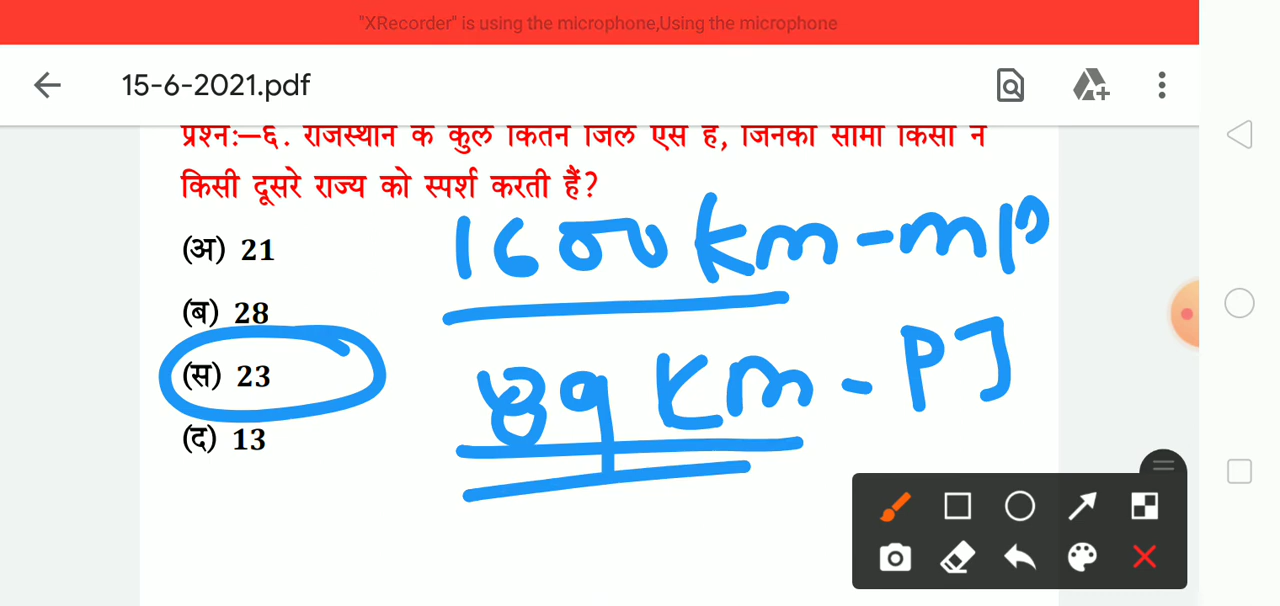 "XRecorder" is using the microphone,Using the microphone
15-6-2021.pdf
प्रश्नः–६. राजस्थान के कुल कितने जिले ऐसे है, जिनकी सीमा किसी न
किसी दूसरे राज्य को स्पर्श करती हैं?
(अ) 21
1600 km - mp
(ब) 28
(स) 23
89 km - PJ
(द) 13